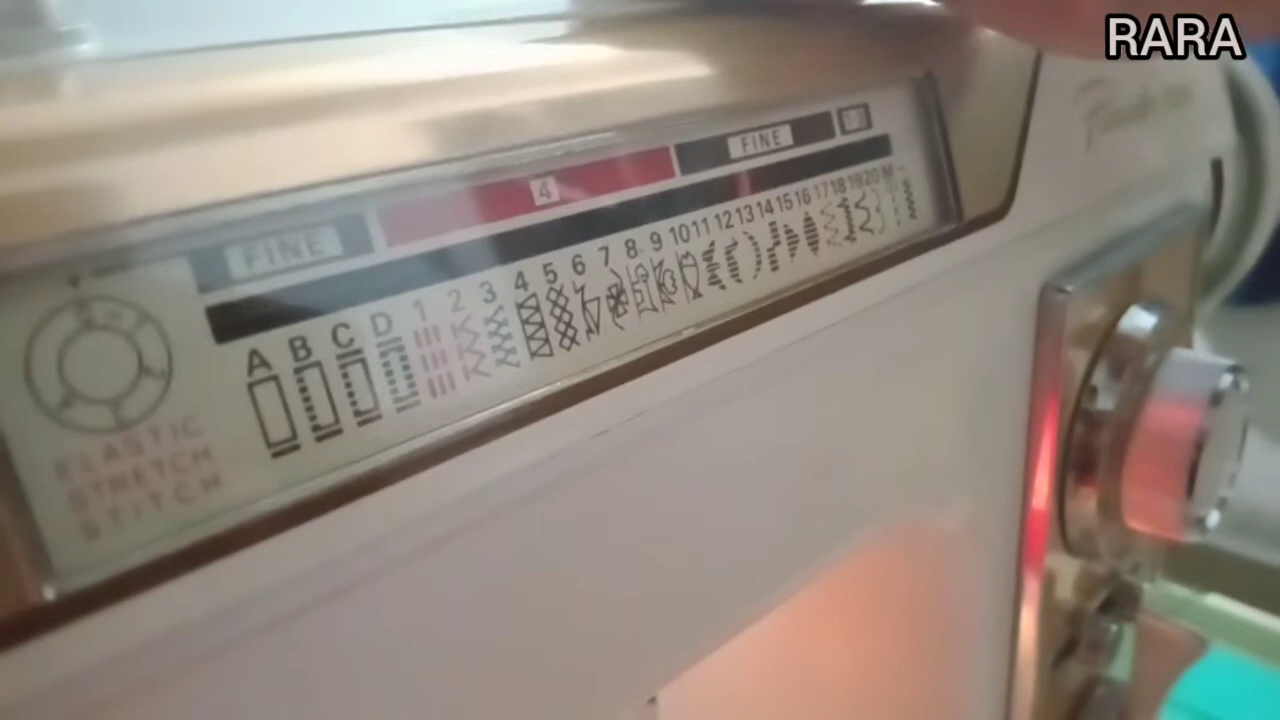 RARA
FINE 4 FINE
A B C D 1 2 3 4 5 6 7 8 9 10 11 12 13 14 15 16 17 18 19 20 M
ELASTIC
STRETCH
STITCH